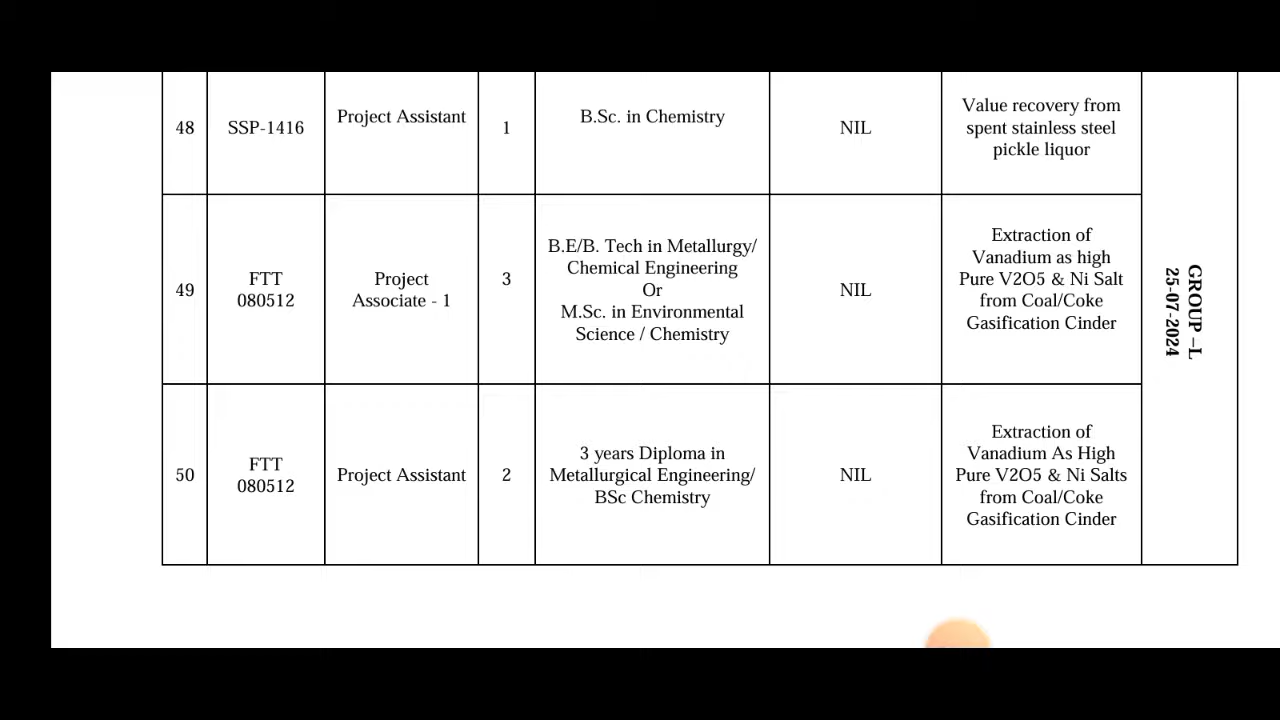 48
SSP-1416
Project Assistant
1
B.Sc. in Chemistry
NIL
Value recovery from
spent stainless steel
pickle liquor
49
FTT
080512
Project
Associate - 1
3
B.E/B. Tech in Metallurgy/
Chemical Engineering
Or
M.Sc. in Environmental
Science / Chemistry
NIL
Extraction of
Vanadium as high
Pure V2O5 & Ni Salt
from Coal/Coke
Gasification Cinder
50
FTT
080512
Project Assistant
2
3 years Diploma in
Metallurgical Engineering/
BSc Chemistry
NIL
Extraction of
Vanadium As High
Pure V2O5 & Ni Salts
from Coal/Coke
Gasification Cinder
GROUP –L
25-07-2024